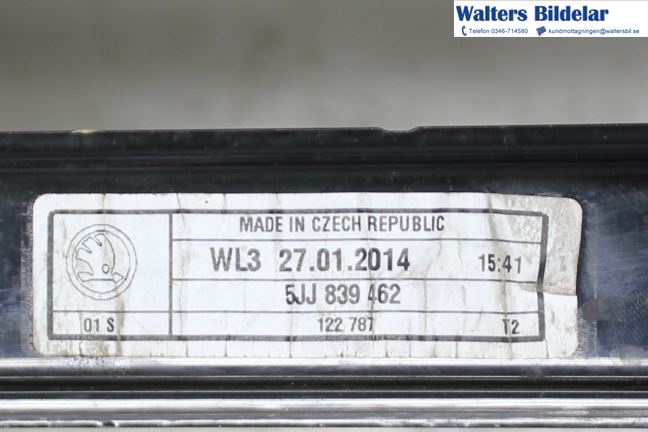 Walters Bildelar
Telefon 0346-714580 kundmottagningen@waltersbil.se
MADE IN CZECH REPUBLIC
WL3 27.01.2014 15:41
5JJ 839 462
01 S 122 787 T2